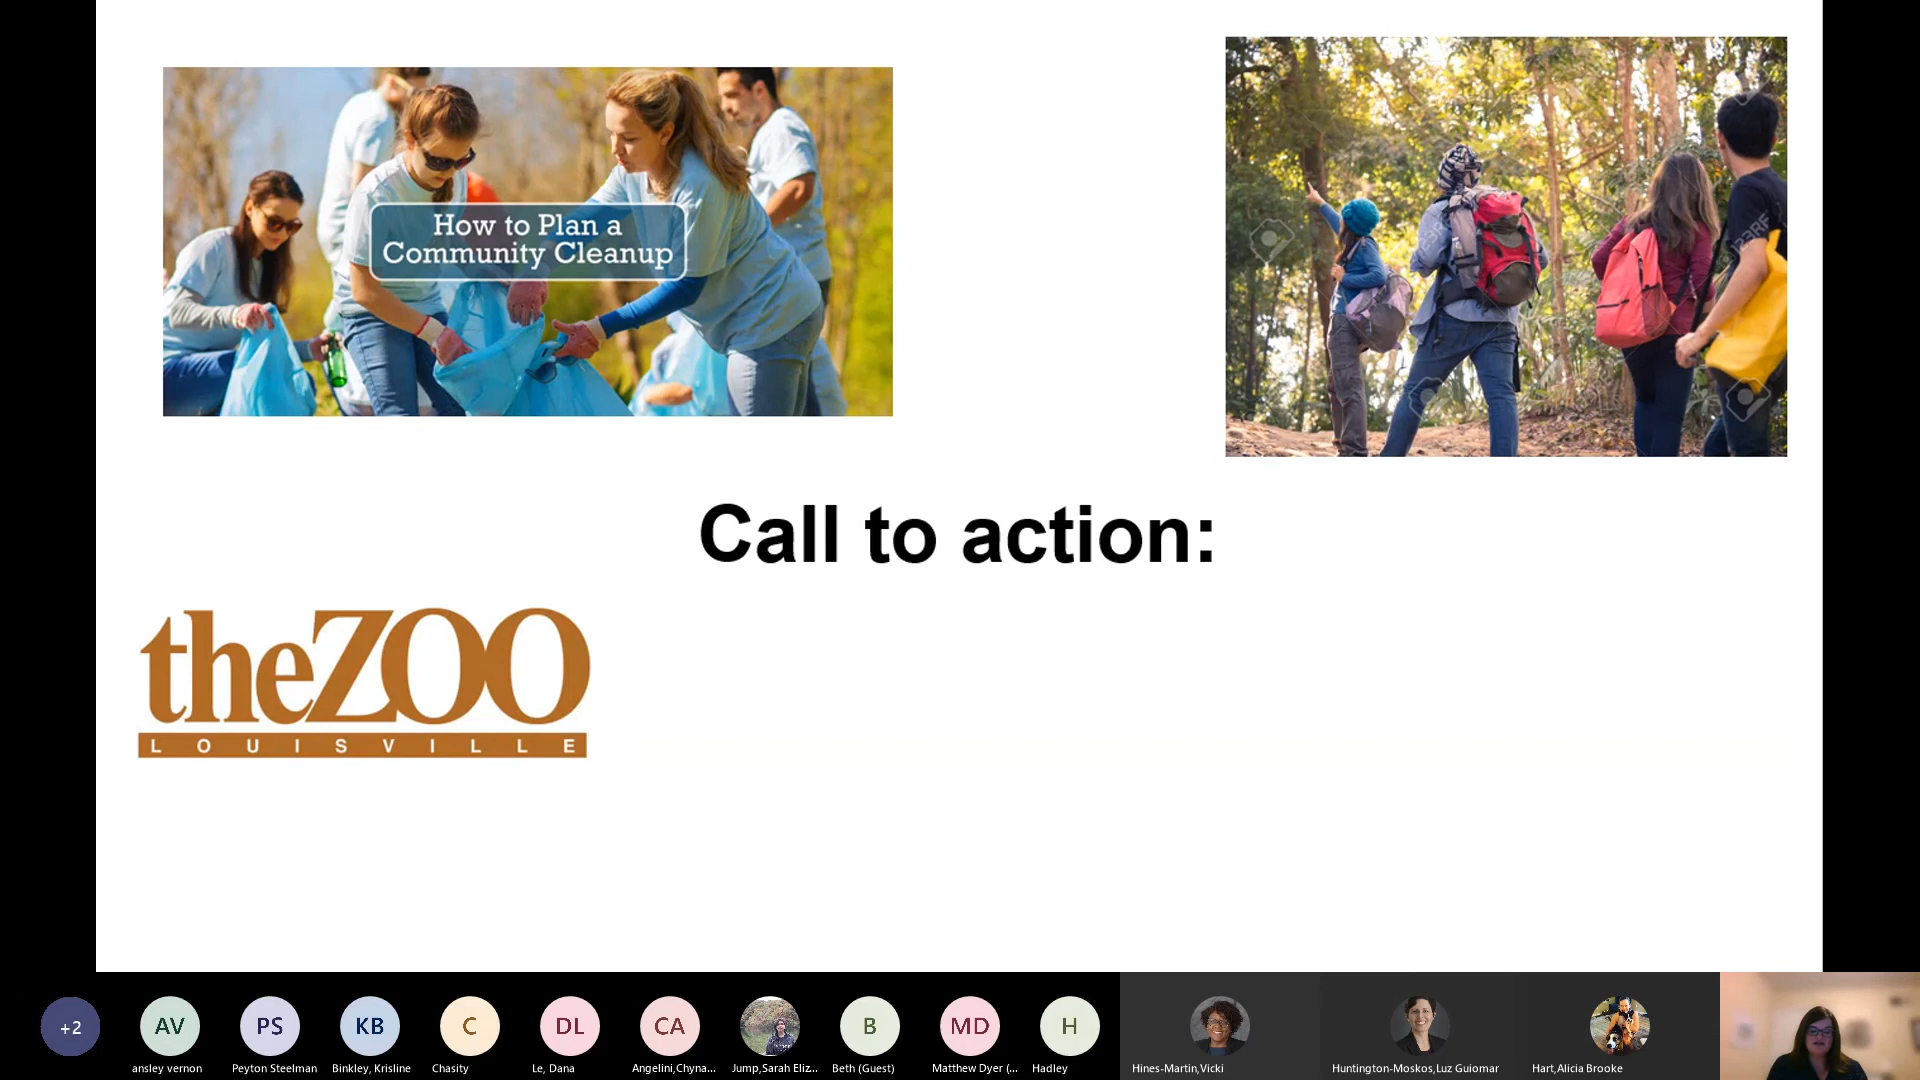 How to Plan a
Community Cleanup
Call to action:
theZOO
LOUISVILLE
+2
AV
PS
KB
C
DL
CA
B
MD
H
ansley vernon
Peyton Steelman
Binkley, Krisline
Chasity
Le, Dana
Angelini,Chyna...
Jump,Sarah Eliz...
Beth (Guest)
Matthew Dyer (...
Hadley
Hines-Martin,Vicki
Huntington-Moskos,Luz Guiomar
Hart,Alicia Brooke